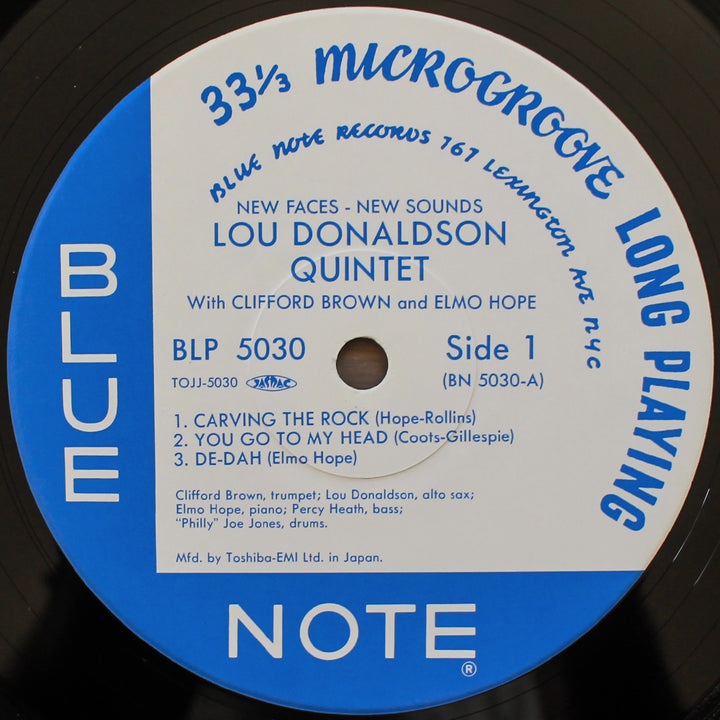 33⅓ MICROGROOVE LONG PLAYING
BLUE NOTE RECORDS 767 LEXINGTON AVE NYC
NEW FACES - NEW SOUNDS
LOU DONALDSON
QUINTET
With CLIFFORD BROWN and ELMO HOPE
BLP 5030 Side 1
TOJJ-5030 JASRAC (BN 5030-A)
1. CARVING THE ROCK (Hope-Rollins)
2. YOU GO TO MY HEAD (Coots-Gillespie)
3. DE-DAH (Elmo Hope)
Clifford Brown, trumpet; Lou Donaldson, alto sax;
Elmo Hope, piano; Percy Heath, bass;
"Philly" Joe Jones, drums.
Mfd. by Toshiba-EMI Ltd. in Japan.
BLUE
NOTE®